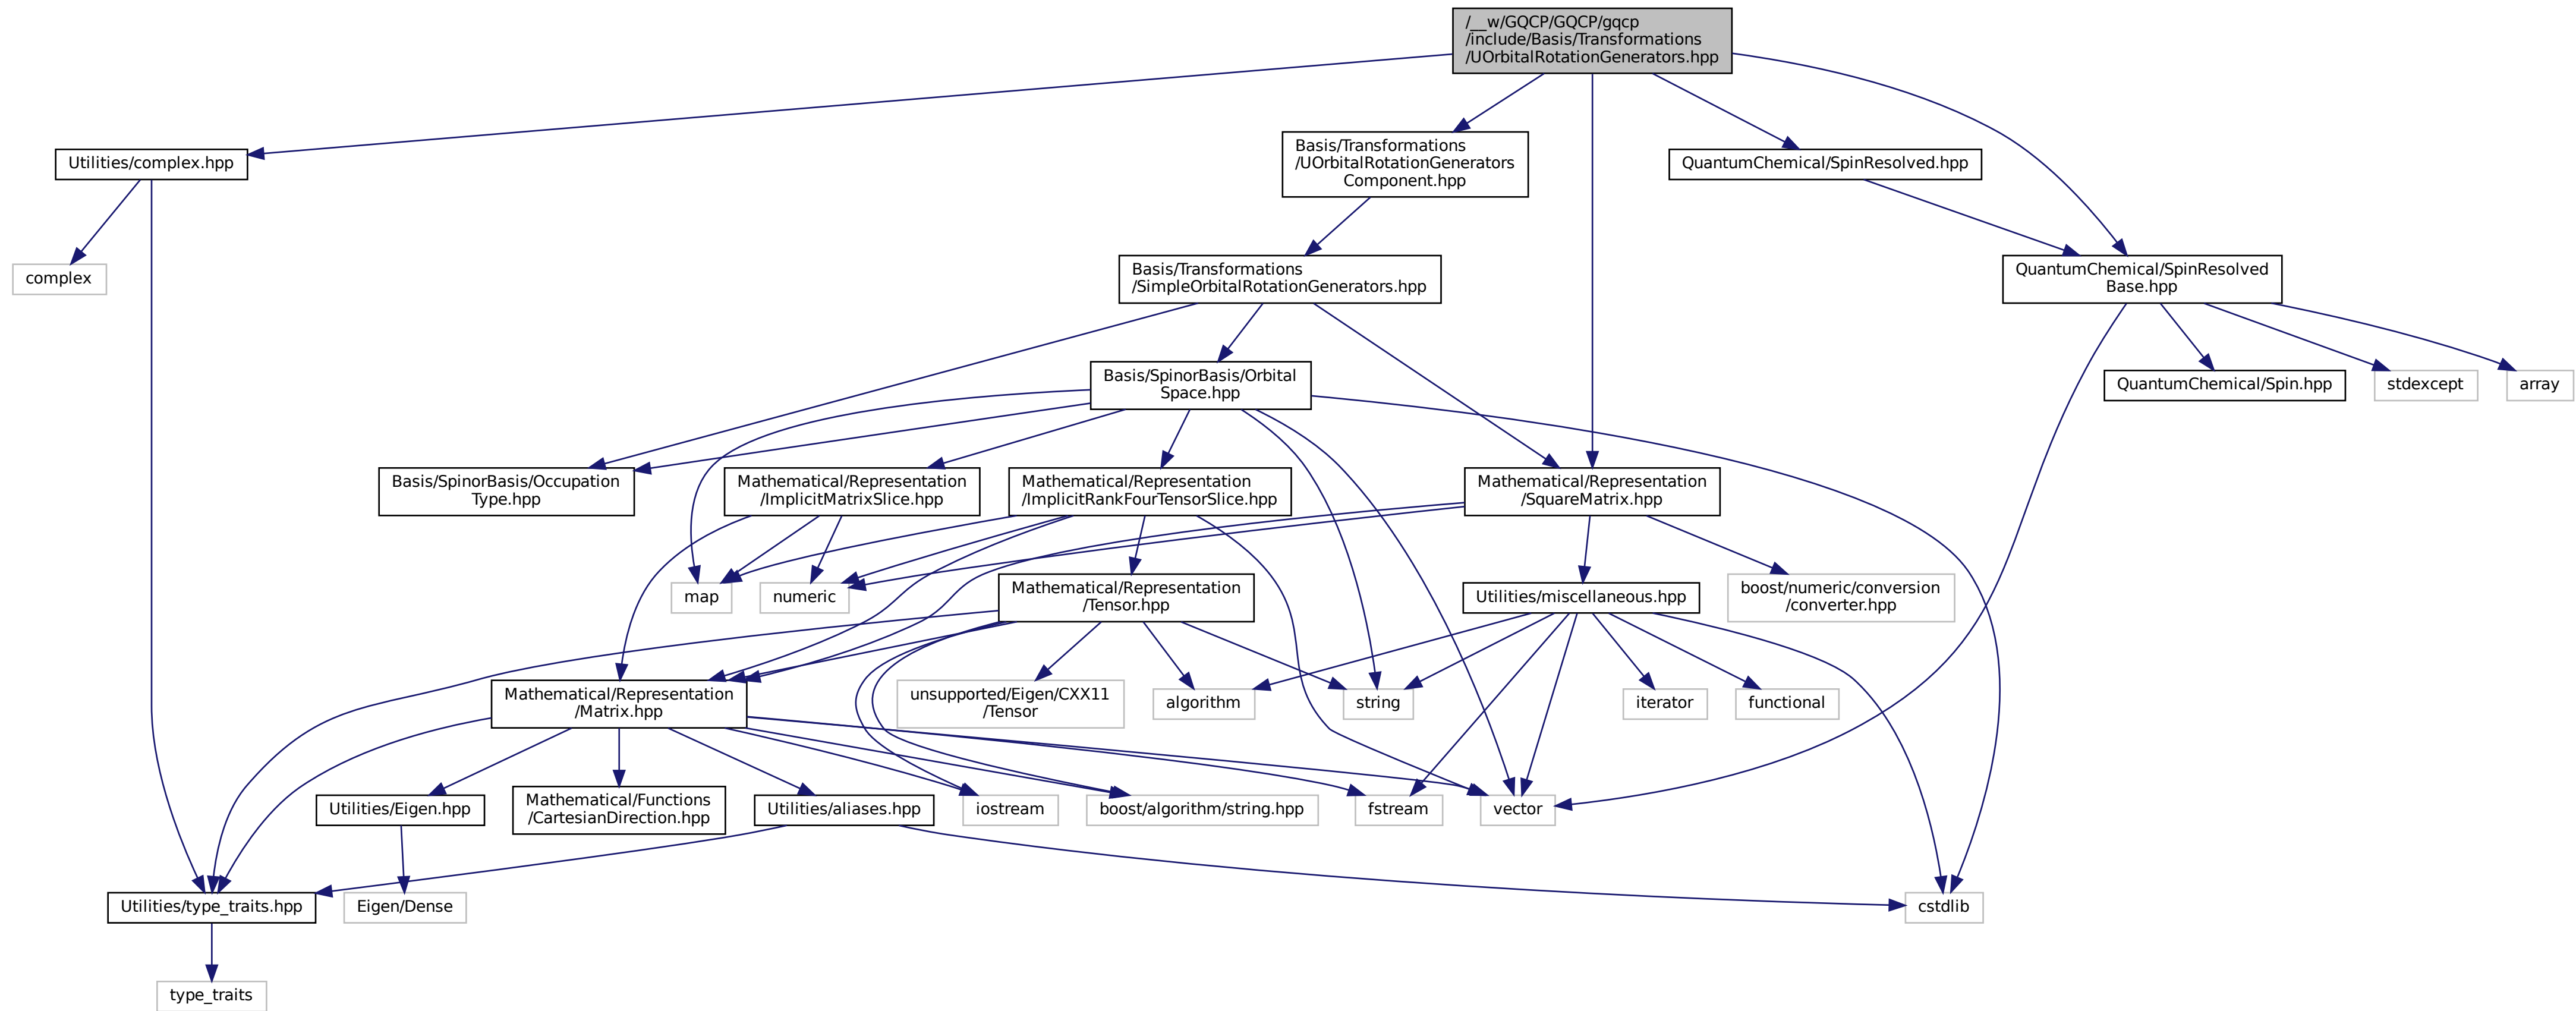 /__w/GQCP/GQCP/gqcp
/include/Basis/Transformations
/UOrbitalRotationGenerators.hpp
Utilities/complex.hpp
Basis/Transformations
/UOrbitalRotationGenerators
Component.hpp
QuantumChemical/SpinResolved.hpp
complex
Basis/Transformations
/SimpleOrbitalRotationGenerators.hpp
QuantumChemical/SpinResolved
Base.hpp
Basis/SpinorBasis/Orbital
Space.hpp
QuantumChemical/Spin.hpp
stdexcept
array
Basis/SpinorBasis/Occupation
Type.hpp
Mathematical/Representation
/ImplicitMatrixSlice.hpp
Mathematical/Representation
/ImplicitRankFourTensorSlice.hpp
Mathematical/Representation
/SquareMatrix.hpp
map
numeric
Mathematical/Representation
/Tensor.hpp
Utilities/miscellaneous.hpp
boost/numeric/conversion
/converter.hpp
Mathematical/Representation
/Matrix.hpp
unsupported/Eigen/CXX11
/Tensor
algorithm
string
iterator
functional
Utilities/Eigen.hpp
Mathematical/Functions
/CartesianDirection.hpp
Utilities/aliases.hpp
iostream
boost/algorithm/string.hpp
fstream
vector
Utilities/type_traits.hpp
Eigen/Dense
cstdlib
type_traits